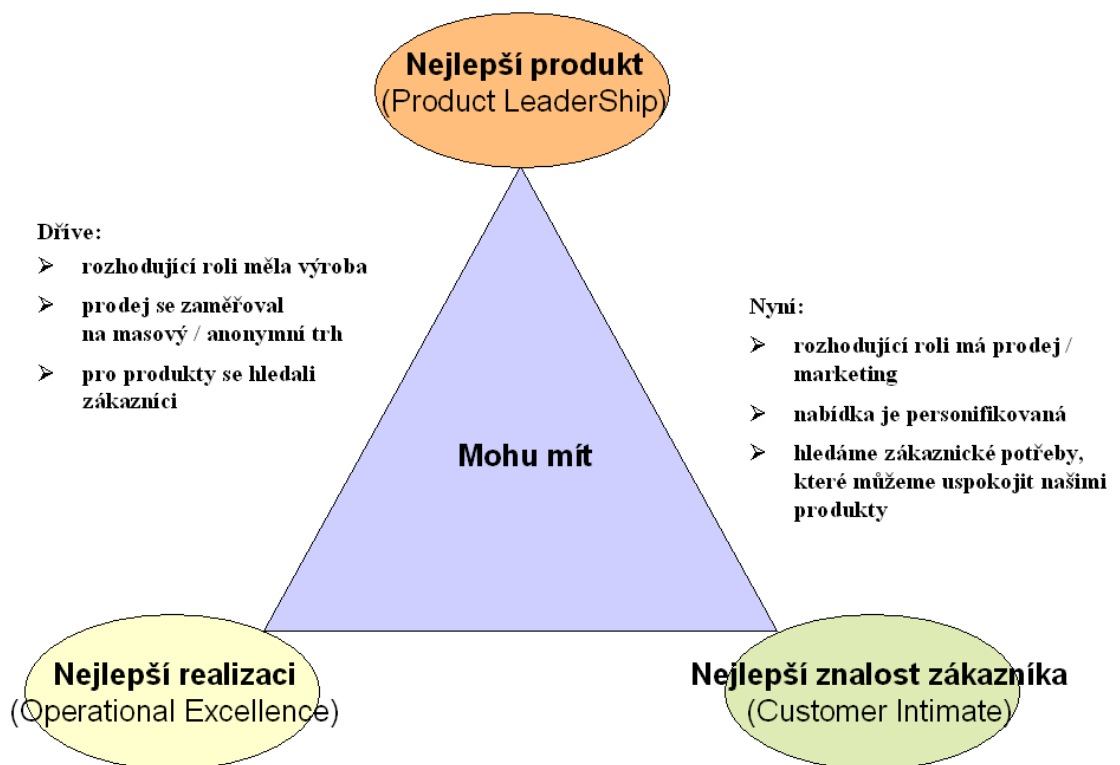 Nejlepší produkt
(Product LeaderShip)
Dříve:
➢ rozhodující roli měla výroba
➢ prodej se zaměřoval
na masový / anonymní trh
➢ pro produkty se hledali
zákazníci
Nyní:
➢ rozhodující roli má prodej /
marketing
➢ nabídka je personifikovaná
➢ hledáme zákaznické potřeby,
které můžeme uspokojit našimi
produkty
Mohu mít
Nejlepší realizaci
(Operational Excellence)
Nejlepší znalost zákazníka
(Customer Intimate)